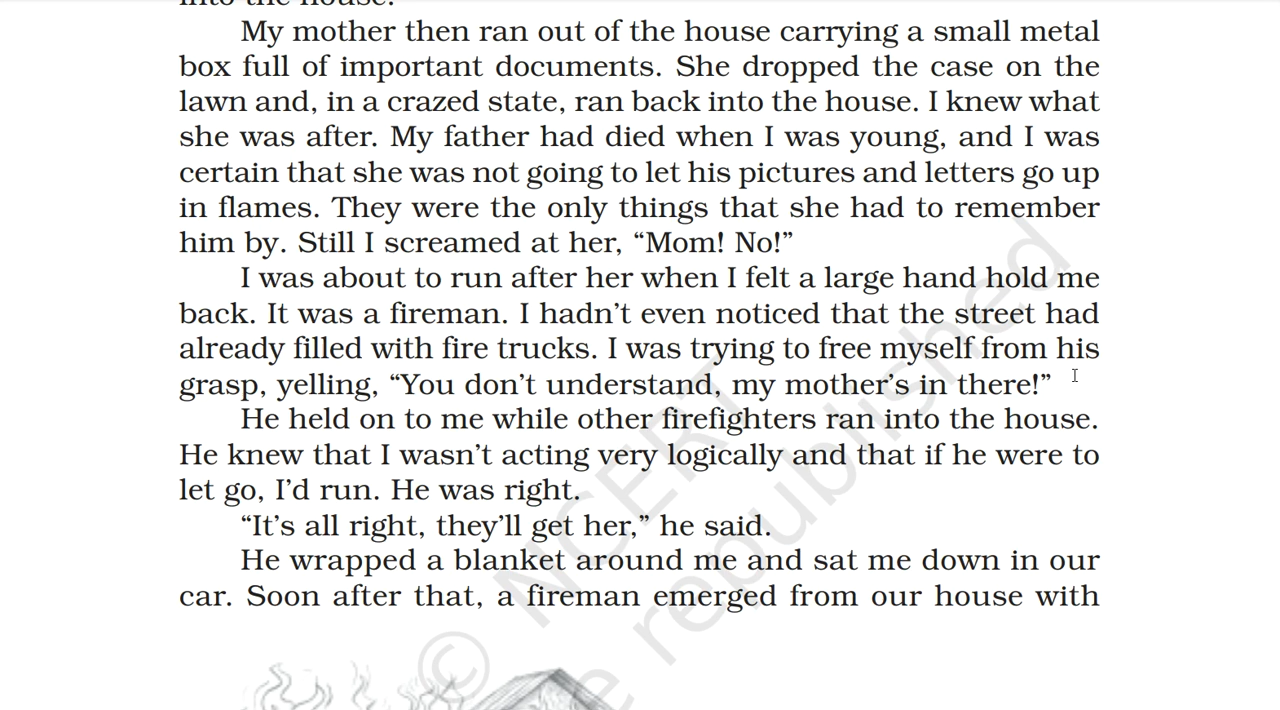 into the house.
My mother then ran out of the house carrying a small metal
box full of important documents. She dropped the case on the
lawn and, in a crazed state, ran back into the house. I knew what
she was after. My father had died when I was young, and I was
certain that she was not going to let his pictures and letters go up
in flames. They were the only things that she had to remember
him by. Still I screamed at her, “Mom! No!”
I was about to run after her when I felt a large hand hold me
back. It was a fireman. I hadn’t even noticed that the street had
already filled with fire trucks. I was trying to free myself from his
grasp, yelling, “You don’t understand, my mother’s in there!”
He held on to me while other firefighters ran into the house.
He knew that I wasn’t acting very logically and that if he were to
let go, I’d run. He was right.
“It’s all right, they’ll get her,” he said.
He wrapped a blanket around me and sat me down in our
car. Soon after that, a fireman emerged from our house with
© NCERT
e republished